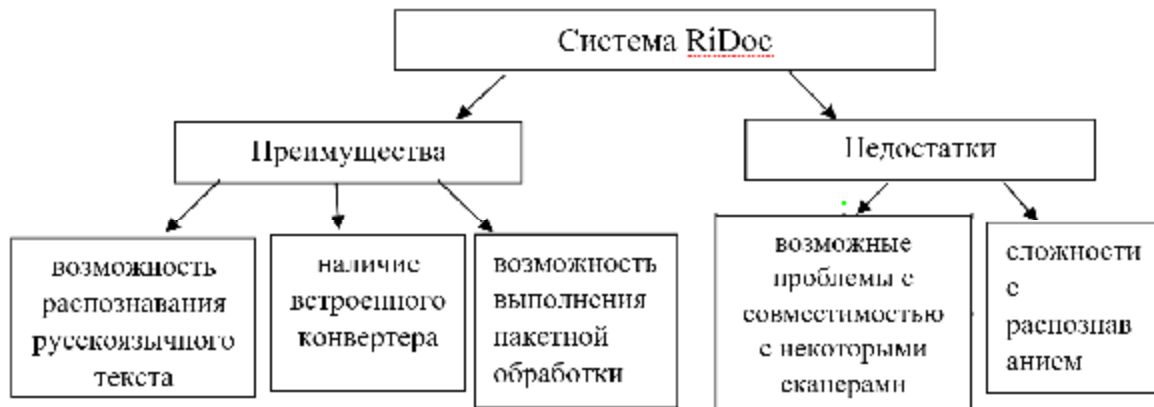 Система RiDoc
Преимущества
Недостатки
возможность
распознавания
русскоязычного
текста
наличие
встроенного
конвертера
возможность
выполнения
пакетной
обработки
возможные
проблемы с
совместимостью
с некоторыми
сканерами
сложности
с
распознав
анием